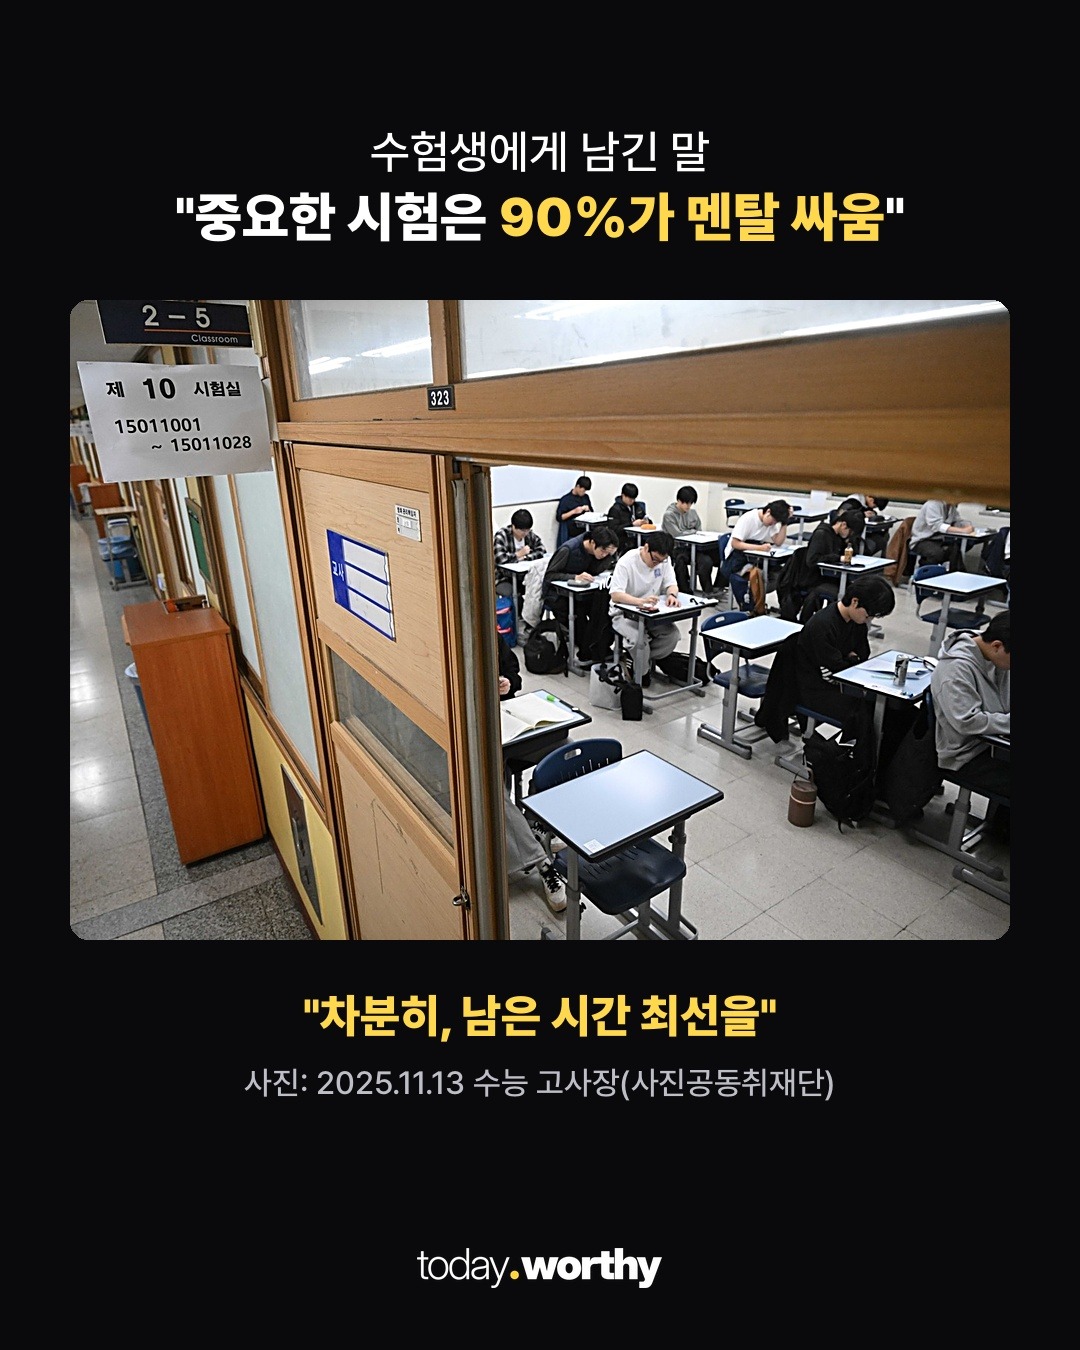 수험생에게 남긴 말
"중요한 시험은 90%가 멘탈 싸움"
2-5
Classroom
제 10 시험실
15011001
~ 15011028
323
고사
"차분히, 남은 시간 최선을"
사진: 2025.11.13 수능 고사장(사진공동취재단)
today.worthy